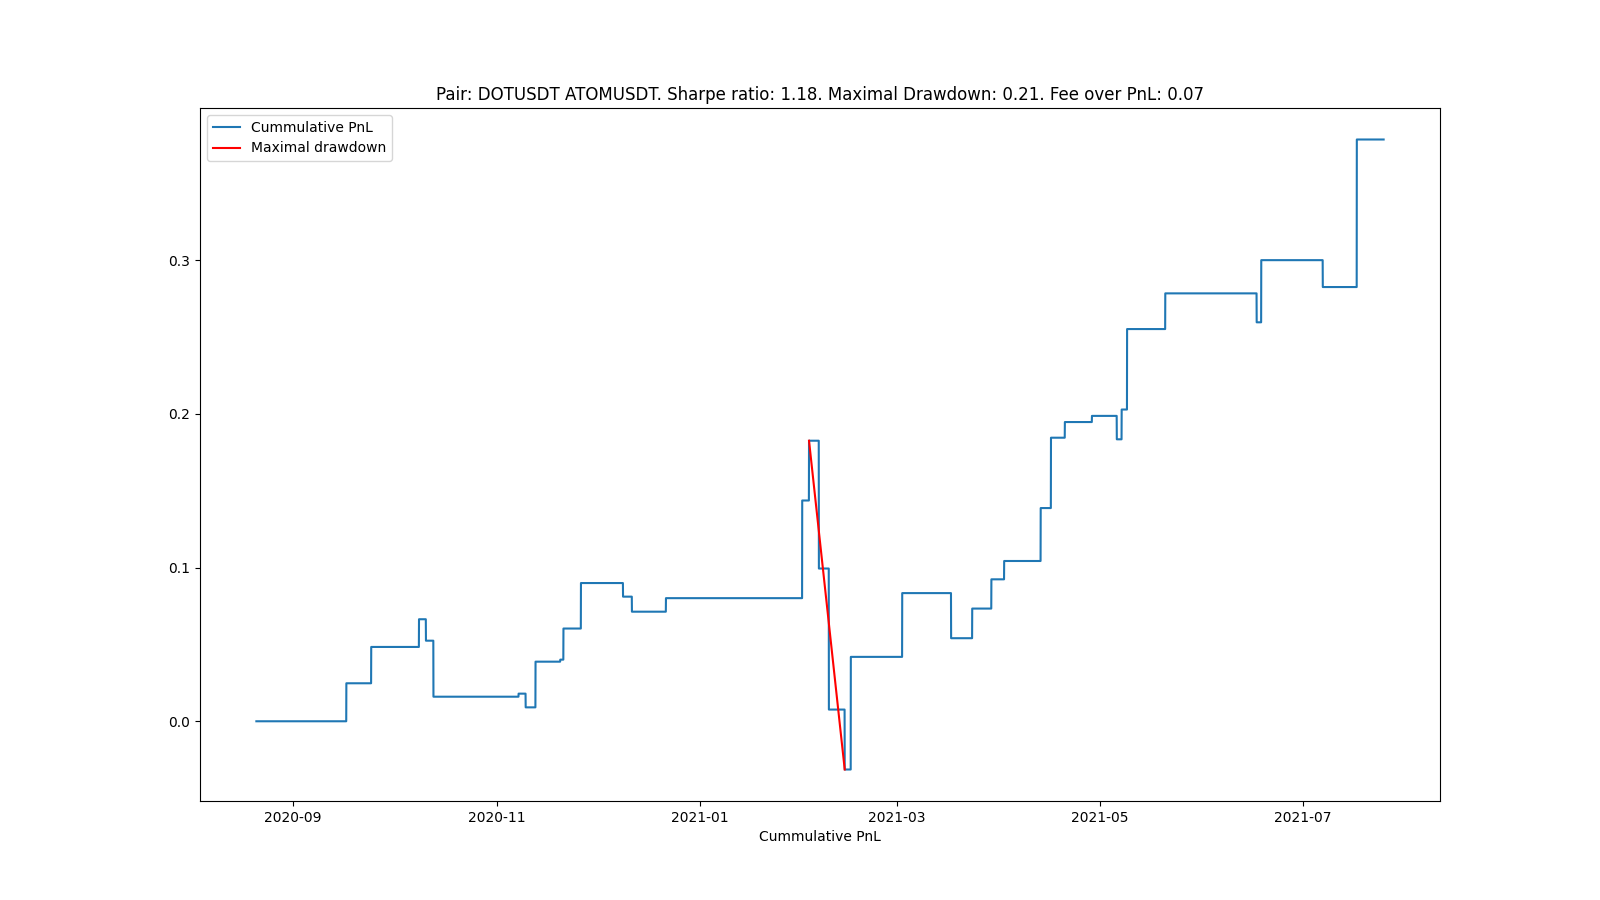 Pair: DOTUSDT ATOMUSDT. Sharpe ratio: 1.18. Maximal Drawdown: 0.21. Fee over PnL: 0.07
Cummulative PnL
Maximal drawdown
0.3
0.2
0.1
0.0
2020-09 2020-11 2021-01 2021-03 2021-05 2021-07
Cummulative PnL